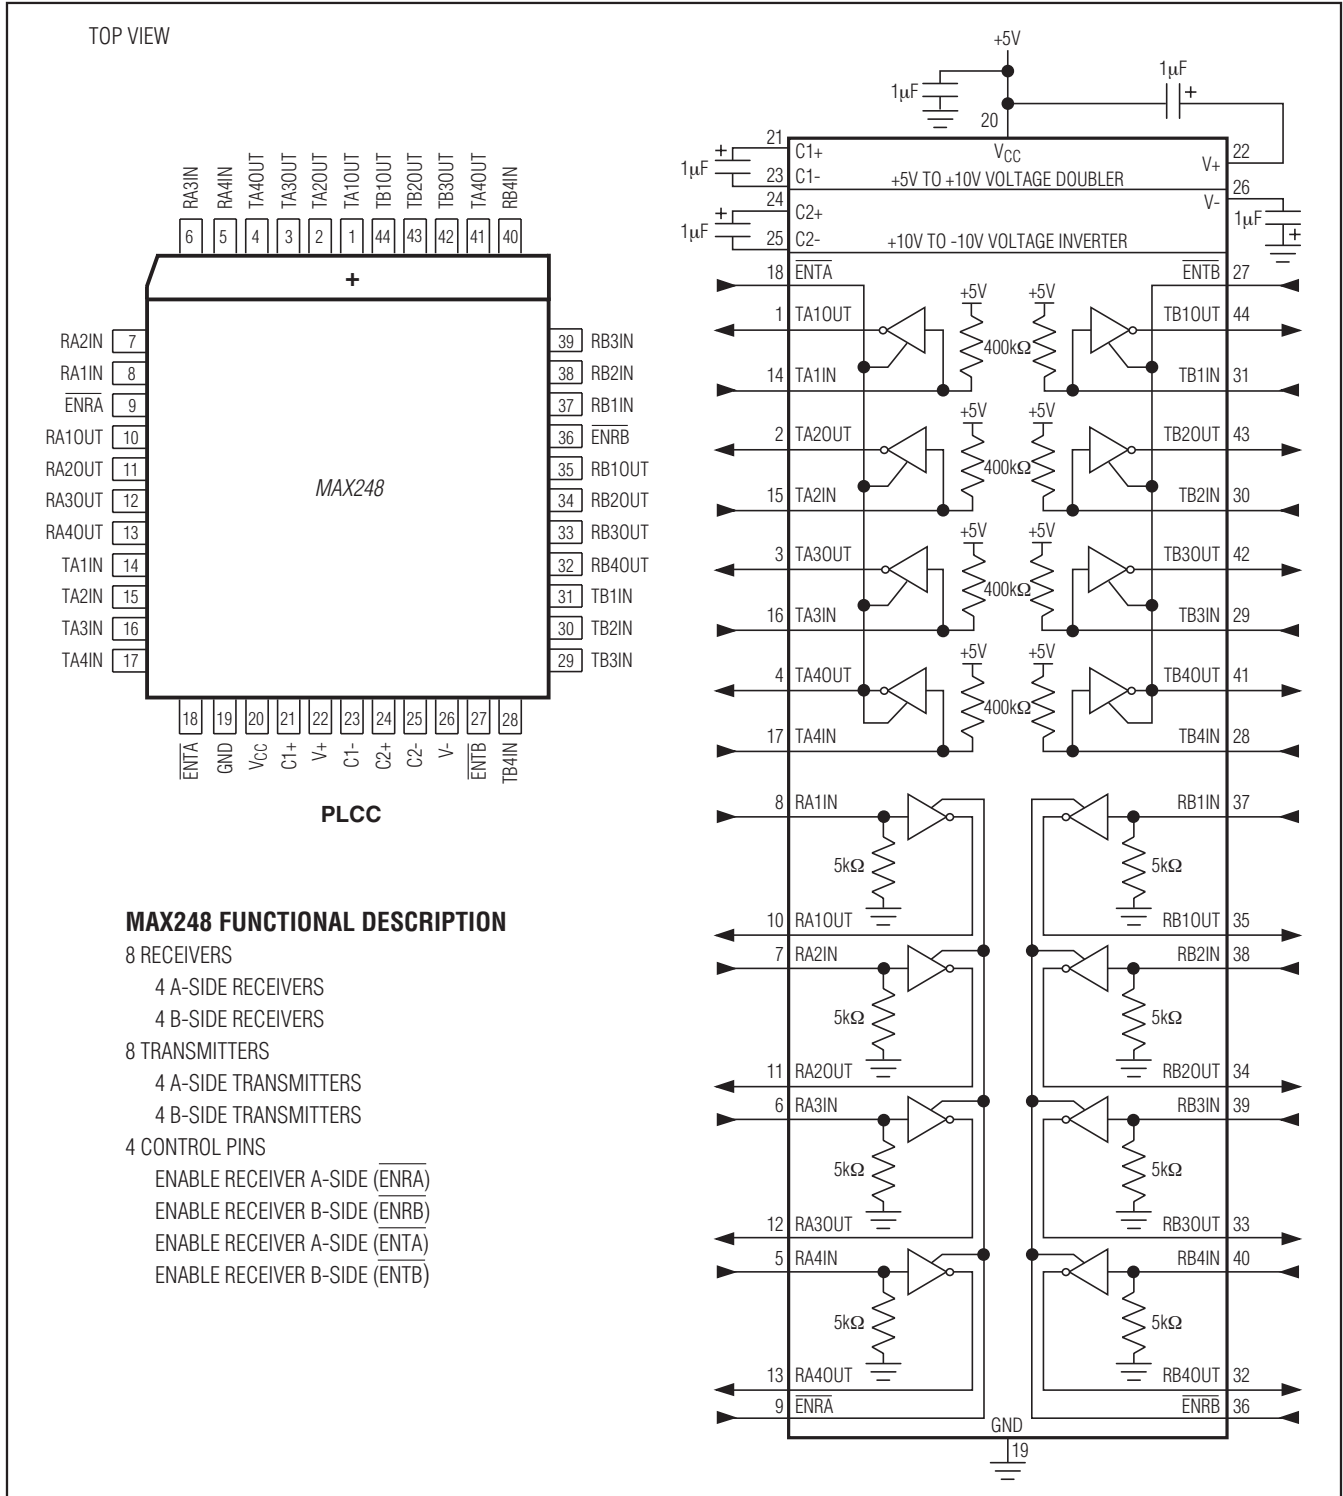 TOP VIEW
RA3IN
RA4IN
TA4OUT
TA3OUT
TA2OUT
TA1OUT
TB1OUT
TB2OUT
TB3OUT
TA4OUT
RB4IN
6 5 4 3 2 1 44 43 42 41 40
+
RA2IN 7
RA1IN 8
ENRA 9
RA1OUT 10
RA2OUT 11
RA3OUT 12
RA4OUT 13
TA1IN 14
TA2IN 15
TA3IN 16
TA4IN 17
MAX248
39 RB3IN
38 RB2IN
37 RB1IN
36 ENRB
35 RB1OUT
34 RB2OUT
33 RB3OUT
32 RB4OUT
31 TB1IN
30 TB2IN
29 TB3IN
18 19 20 21 22 23 24 25 26 27 28
ENTA
GND
VCC
C1+
V+
C1-
C2+
C2-
V-
ENTB
TB4IN
PLCC
MAX248 FUNCTIONAL DESCRIPTION
8 RECEIVERS
4 A-SIDE RECEIVERS
4 B-SIDE RECEIVERS
8 TRANSMITTERS
4 A-SIDE TRANSMITTERS
4 B-SIDE TRANSMITTERS
4 CONTROL PINS
ENABLE RECEIVER A-SIDE (ENRA)
ENABLE RECEIVER B-SIDE (ENRB)
ENABLE RECEIVER A-SIDE (ENTA)
ENABLE RECEIVER B-SIDE (ENTB)
+5V
1µF
1µF +
20
21 C1+ VCC V+ 22
+ 1µF
23 C1- +5V TO +10V VOLTAGE DOUBLER
26 V-
24 C2+
+ 1µF
1µF +
25 C2- +10V TO -10V VOLTAGE INVERTER
18 ENTA ENTB 27
+5V +5V
1 TA1OUT TB1OUT 44
400kΩ
14 TA1IN TB1IN 31
+5V +5V
2 TA2OUT TB2OUT 43
400kΩ
15 TA2IN TB2IN 30
+5V +5V
3 TA3OUT TB3OUT 42
400kΩ
16 TA3IN TB3IN 29
+5V +5V
4 TA4OUT TB4OUT 41
400kΩ
17 TA4IN TB4IN 28
8 RA1IN RB1IN 37
5kΩ 5kΩ
10 RA1OUT RB1OUT 35
7 RA2IN RB2IN 38
5kΩ 5kΩ
11 RA2OUT RB2OUT 34
6 RA3IN RB3IN 39
5kΩ 5kΩ
12 RA3OUT RB3OUT 33
5 RA4IN RB4IN 40
5kΩ 5kΩ
13 RA4OUT RB4OUT 32
9 ENRA ENRB 36
GND
19